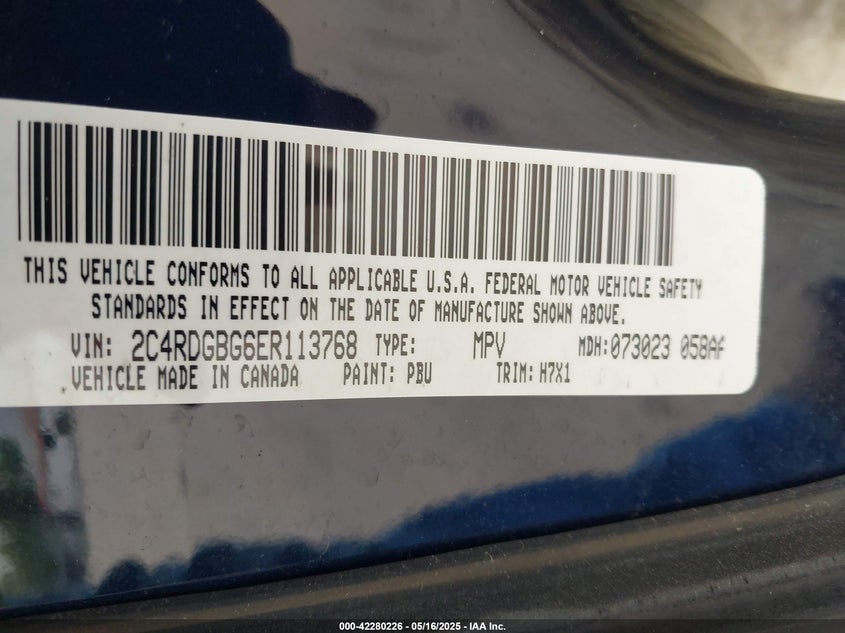 THIS VEHICLE CONFORMS TO ALL APPLICABLE U.S.A. FEDERAL MOTOR VEHICLE SAFETY
STANDARDS IN EFFECT ON THE DATE OF MANUFACTURE SHOWN ABOVE.
VIN: 2C4RDGBG6ER113768 TYPE: MPV MDH:073023 058AF
VEHICLE MADE IN CANADA PAINT: PBU TRIM: H7X1
000-42280226 - 05/16/2025 - IAA Inc.